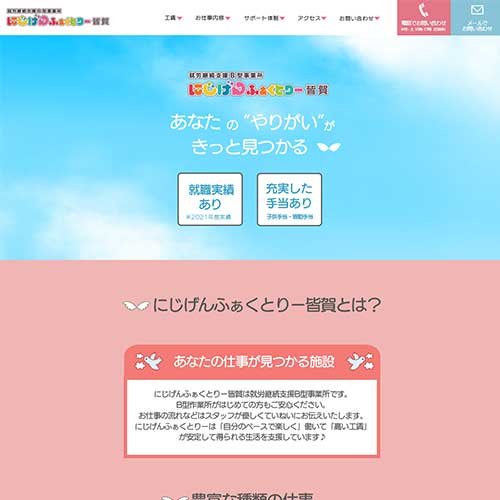 就労継続支援B型事業所
にじげんふぁくとりー皆賀
工賃 お仕事内容 サポート体制 アクセス お問い合わせ
電話でお問い合わせ
メールで
お問い合わせ
就労継続支援B型事業所
にじげんふぁくとりー皆賀
あなたの“やりがい”が
きっと見つかる
就職実績
あり
※2021年度実績
充実した
手当あり
子供手当・皆勤手当
にじげんふぁくとりー皆賀とは?
あなたの仕事が見つかる施設
にじげんふぁくとりー皆賀は就労継続支援B型事業所です。
B型作業所がはじめての方もご安心ください。
お仕事の流れなどはスタッフが優しくていねいにお伝えいたします。
にじげんふぁくとりーは「自分のペースで楽しく」働いて「高い工賃」
が安定して得られる生活を支援しています♪
豊富な種類の仕事